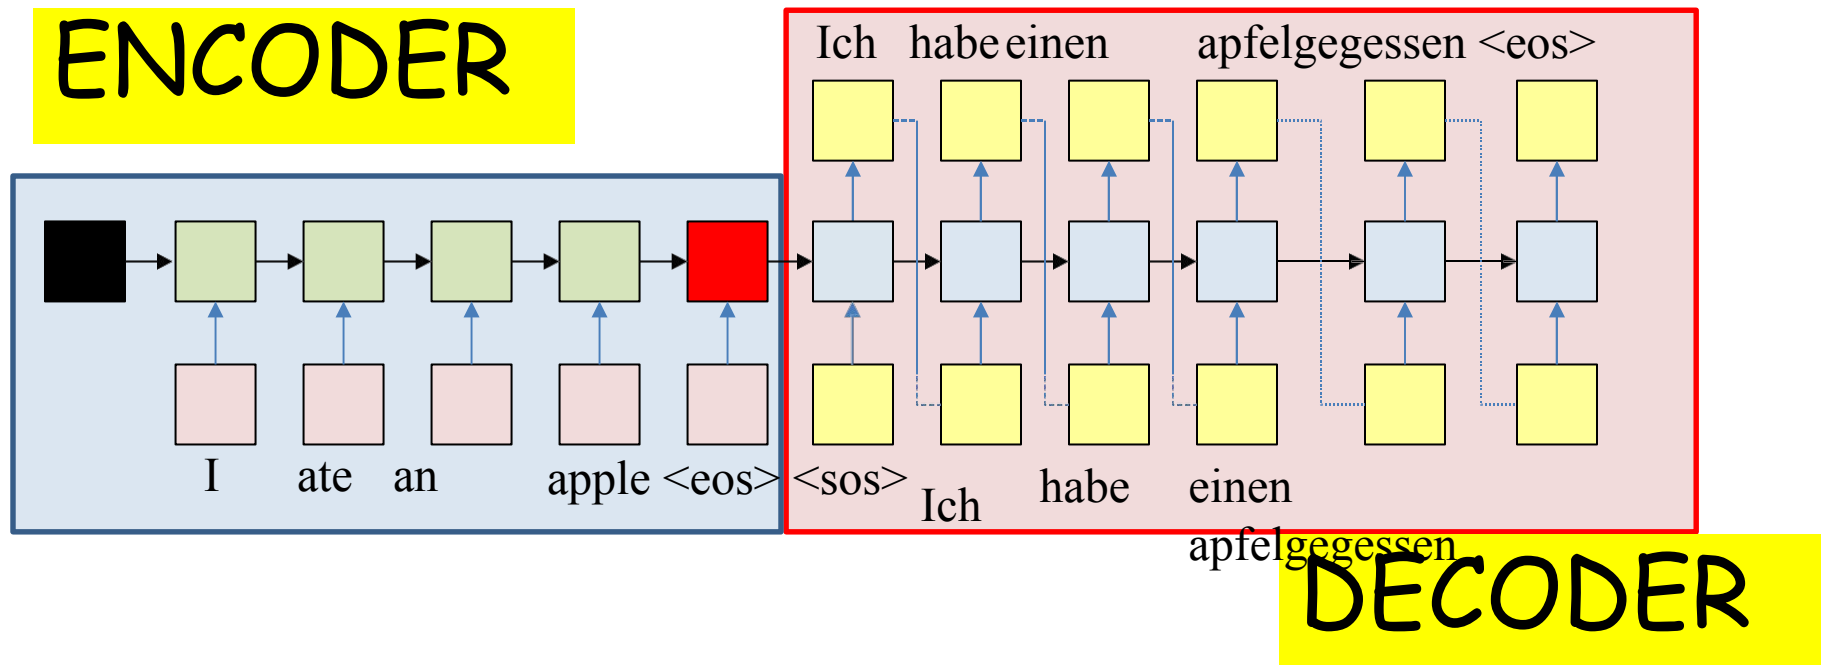 ENCODER
Ich habe einen apfelgegessen <eos>
I ate an apple <eos> <sos> Ich habe einen
apfelgegessen
DECODER